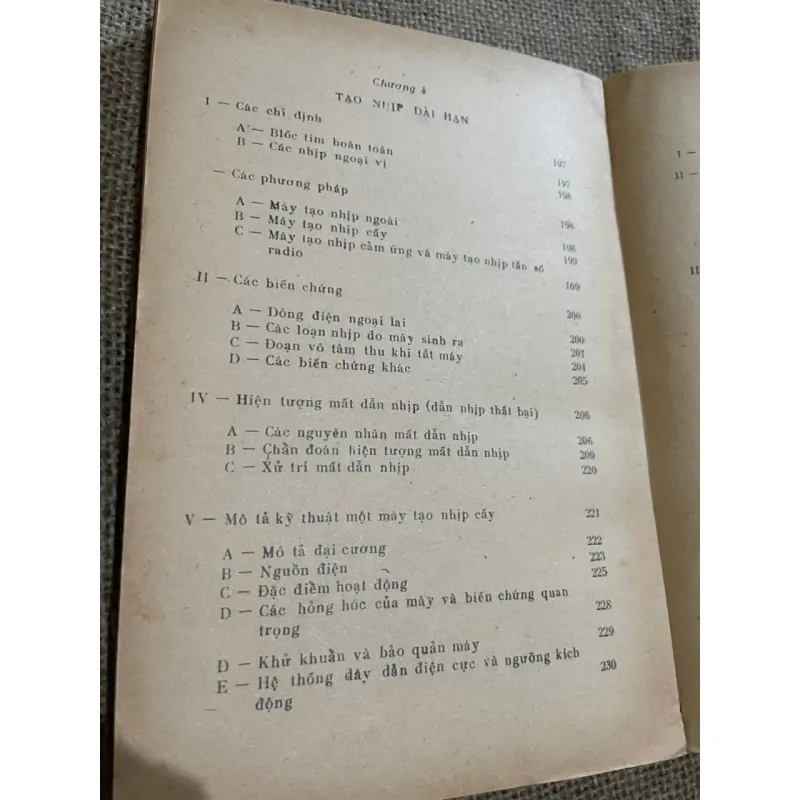 Chương 4
TẠO NHỊP DÀI HẠN
I — Các chỉ định 197
A — Blốc tim hoàn toàn 197
B — Các nhịp ngoại vị 198
— Các phương pháp 198
A — Máy tạo nhịp ngoài 198
B — Máy tạo nhịp cấy 199
C — Máy tạo nhịp cảm ứng và máy tạo nhịp tần số
radio 199
II — Các biến chứng 200
A — Dòng điện ngoại lai 200
B — Các loạn nhịp do máy sinh ra 201
C — Đoạn vô tâm thu khi tắt máy 204
D — Các biến chứng khác 205
IV — Hiện tượng mất dẫn nhịp (dẫn nhịp thất bại) 206
A — Các nguyên nhân mất dẫn nhịp 206
B — Chẩn đoán hiện tượng mất dẫn nhịp 209
C — Xử trí mất dẫn nhịp 220
V — Mô tả kỹ thuật một máy tạo nhịp cấy 221
A — Mô tả đại cương 222
B — Nguồn điện 223
C — Đặc điểm hoạt động 225
D — Các hỏng hóc của máy và biến chứng quan
trọng 228
Đ — Khử khuẩn và bảo quản máy 229
E — Hệ thống dây dẫn điện cực và ngưỡng kích
động 230
I —
II —
II